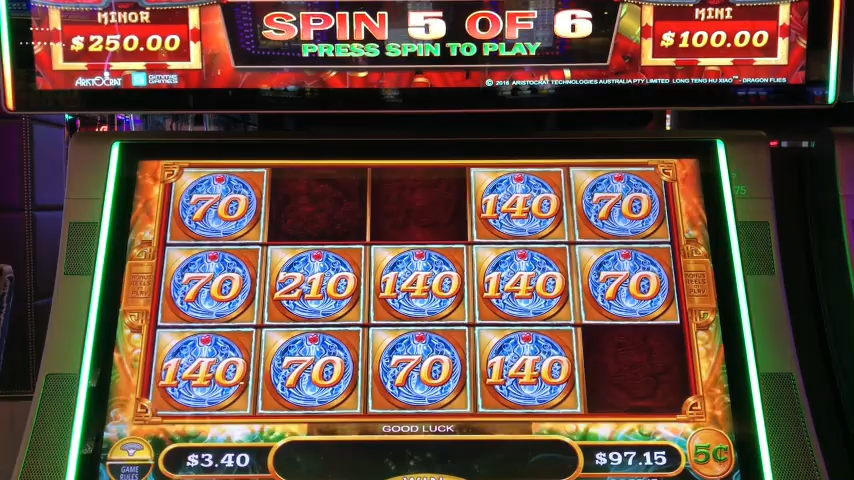 MINOR
$250.00
SPIN 5 OF 6
PRESS SPIN TO PLAY
MINI
$100.00
ARISTOCRAT
© 2016 ARISTOCRAT TECHNOLOGIES AUSTRALIA PTY LIMITED LONG TENG HU XIAO™ - DRAGON FLIES
70 140 70
70 210 140 140 70
140 70 70 140
GOOD LUCK
GAME
RULES
$3.40
WIN
$97.15
5¢